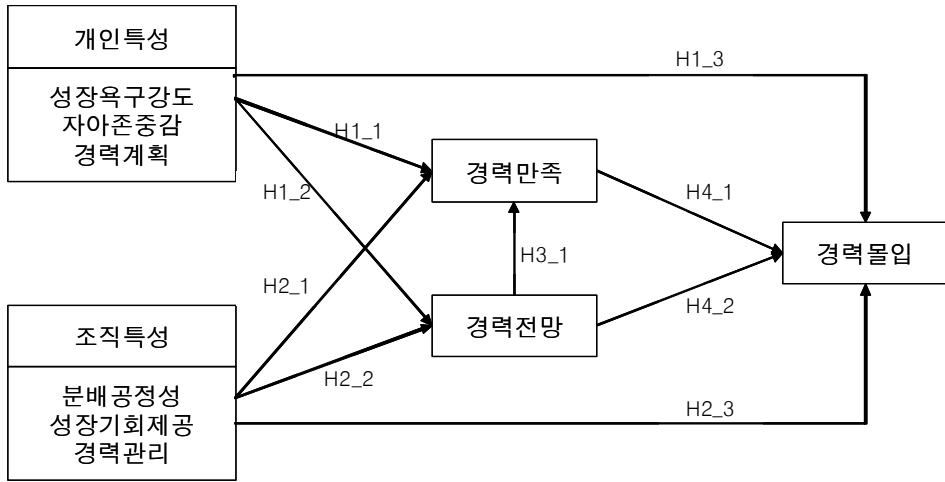 개인특성
성장욕구강도
자아존중감
경력계획
H1_3
H1_1
H1_2
경력만족
H4_1
H3_1
경력몰입
H2_1
경력전망
H4_2
조직특성
H2_2
분배공정성
성장기회제공
경력관리
H2_3